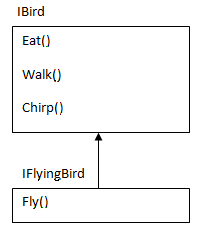 IBird
Eat()
Walk()
Chirp()
IFlyingBird
Fly()